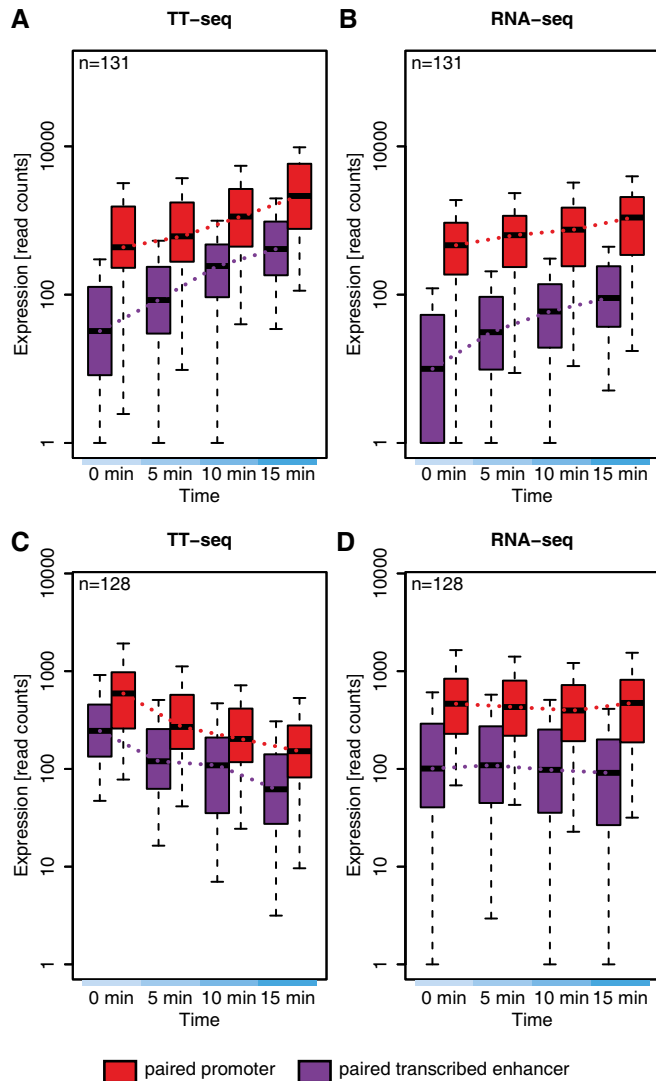 A
TT-seq
n=131
Expression [read counts]
10000
100
1
0 min
5 min
10 min
15 min
Time
B
RNA-seq
n=131
Expression [read counts]
10000
100
1
0 min
5 min
10 min
15 min
Time
C
TT-seq
n=128
Expression [read counts]
10000
1000
100
10
1
0 min
5 min
10 min
15 min
Time
D
RNA-seq
n=128
Expression [read counts]
10000
1000
100
10
1
0 min
5 min
10 min
15 min
Time
paired promoter
paired transcribed enhancer